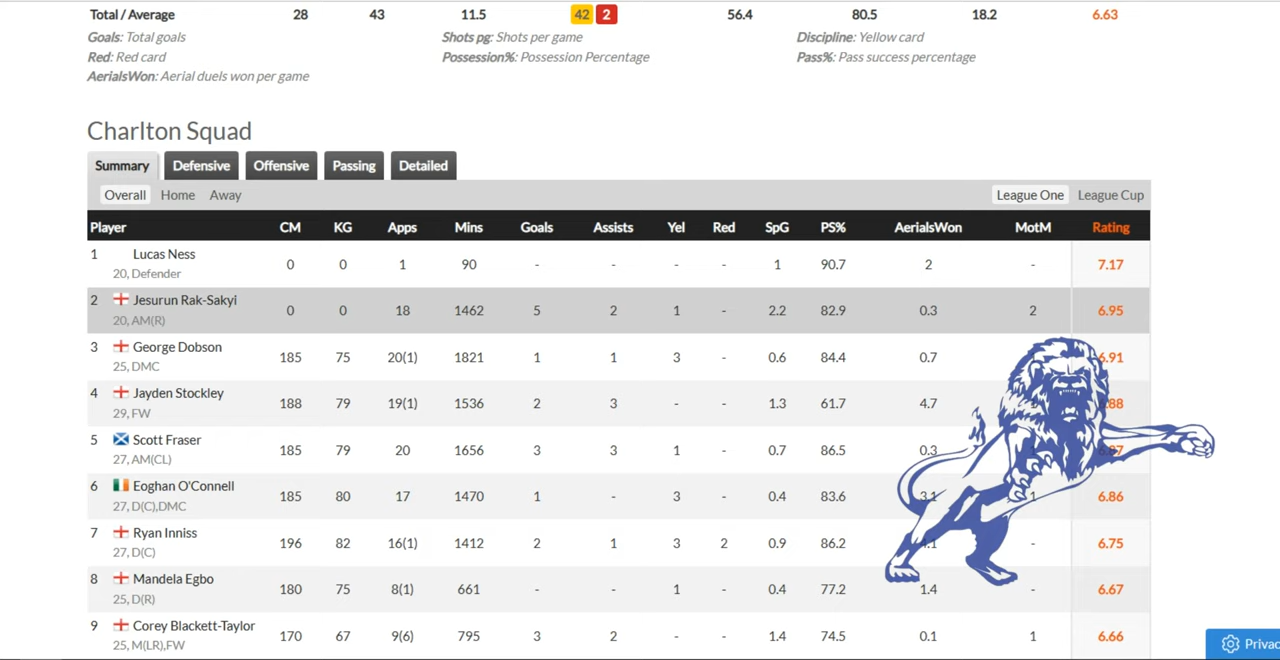 Total / Average 28 43 11.5 42 2 56.4 80.5 18.2 6.63
Goals: Total goals Shots pg: Shots per game Discipline: Yellow card
Red: Red card Possession%: Possession Percentage Pass%: Pass success percentage
AerialsWon: Aerial duels won per game
Charlton Squad
Summary Defensive Offensive Passing Detailed
Overall Home Away League One League Cup
Player CM KG Apps Mins Goals Assists Yel Red SpG PS% AerialsWon MotM Rating
1 Lucas Ness 0 0 1 90 - - - - 1 90.7 2 - 7.17
20, Defender
2 Jesurun Rak-Sakyi 0 0 18 1462 5 2 1 - 2.2 82.9 0.3 2 6.95
20, AM(R)
3 George Dobson 185 75 20(1) 1821 1 1 3 - 0.6 84.4 0.7 6.91
25, DMC
4 Jayden Stockley 188 79 19(1) 1536 2 3 - - 1.3 61.7 4.7 .88
29, FW
5 Scott Fraser 185 79 20 1656 3 3 1 - 0.7 86.5 0.3
27, AM(CL)
6 Eoghan O'Connell 185 80 17 1470 1 - 3 - 0.4 83.6 3.1 1 6.86
27, D(C),DMC
7 Ryan Inniss 196 82 16(1) 1412 2 1 3 2 0.9 86.2 - 6.75
27, D(C)
8 Mandela Egbo 180 75 8(1) 661 - - 1 - 0.4 77.2 1.4 - 6.67
25, D(R)
9 Corey Blackett-Taylor 170 67 9(6) 795 3 2 - - 1.4 74.5 0.1 1 6.66
25, M(LR),FW
Privac